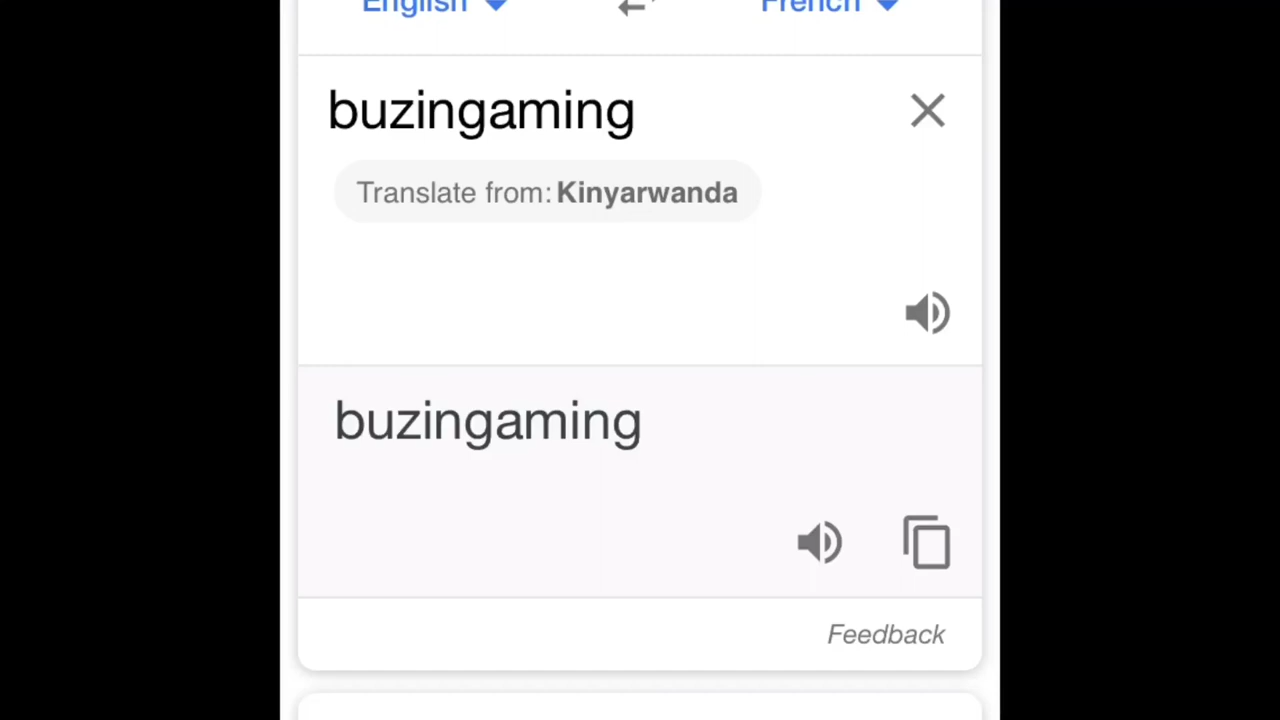 English French
buzingaming
Translate from: Kinyarwanda
buzingaming
Feedback